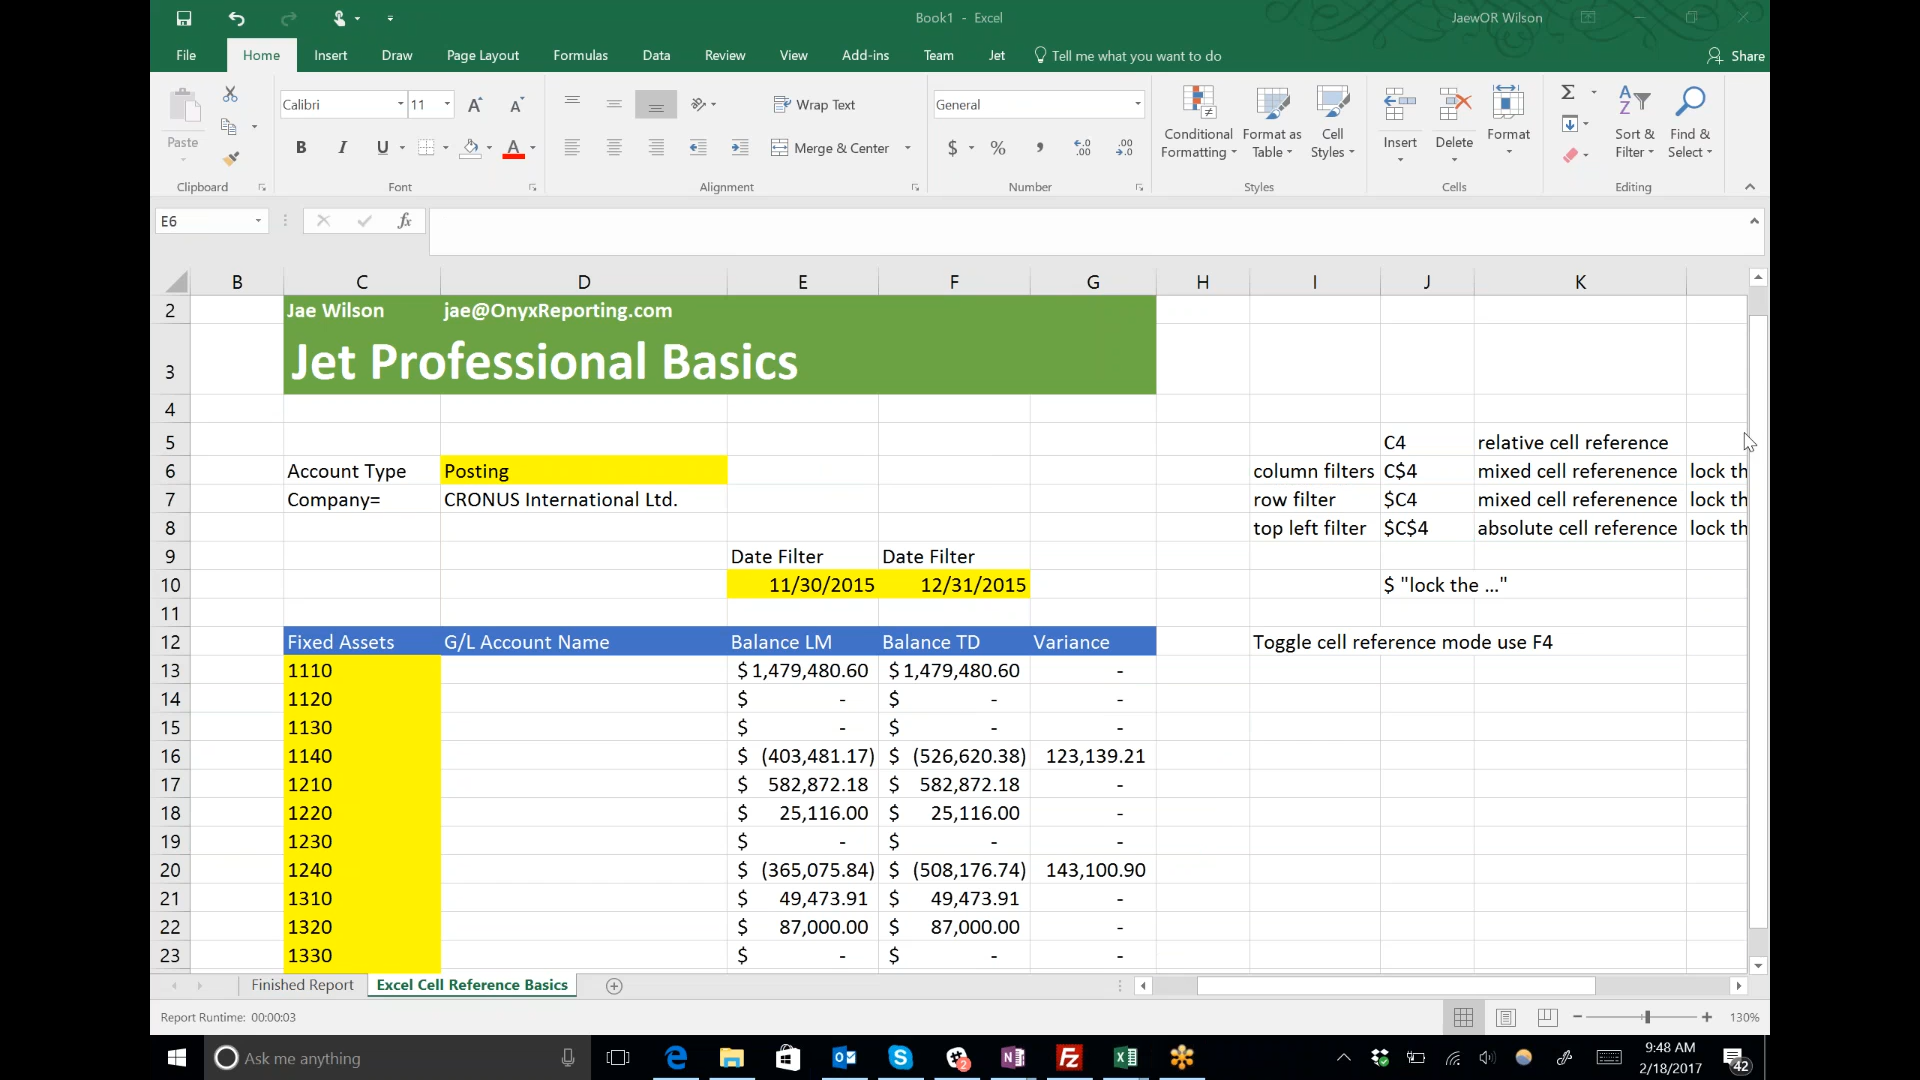 Book1 - Excel
JaewOR Wilson
File Home Insert Draw Page Layout Formulas Data Review View Add-ins Team Jet Tell me what you want to do Share
Paste
Clipboard
Calibri 11
B I U A
Font
Wrap Text
Merge & Center
Alignment
General
$ % , .00 .00
Number
Conditional Formatting
Format as Table
Cell Styles
Styles
Insert Delete Format
Cells
Sort & Filter
Find & Select
Editing
E6 fx
B C D E F G H I J K
2 Jae Wilson jae@OnyxReporting.com
3 Jet Professional Basics
4
5 C4 relative cell reference
6 Account Type Posting column filters C$4 mixed cell referenence lock th
7 Company= CRONUS International Ltd. row filter $C4 mixed cell referenence lock th
8 top left filter $C$4 absolute cell reference lock th
9 Date Filter Date Filter
10 11/30/2015 12/31/2015 $ "lock the ..."
11
12 Fixed Assets G/L Account Name Balance LM Balance TD Variance Toggle cell reference mode use F4
13 1110 $ 1,479,480.60 $ 1,479,480.60 -
14 1120 $ - $ - -
15 1130 $ - $ - -
16 1140 $ (403,481.17) $ (526,620.38) 123,139.21
17 1210 $ 582,872.18 $ 582,872.18 -
18 1220 $ 25,116.00 $ 25,116.00 -
19 1230 $ - $ - -
20 1240 $ (365,075.84) $ (508,176.74) 143,100.90
21 1310 $ 49,473.91 $ 49,473.91 -
22 1320 $ 87,000.00 $ 87,000.00 -
23 1330 $ - $ - -
Finished Report Excel Cell Reference Basics
Report Runtime: 00:00:03 130%
Ask me anything
9:48 AM
2/18/2017
42